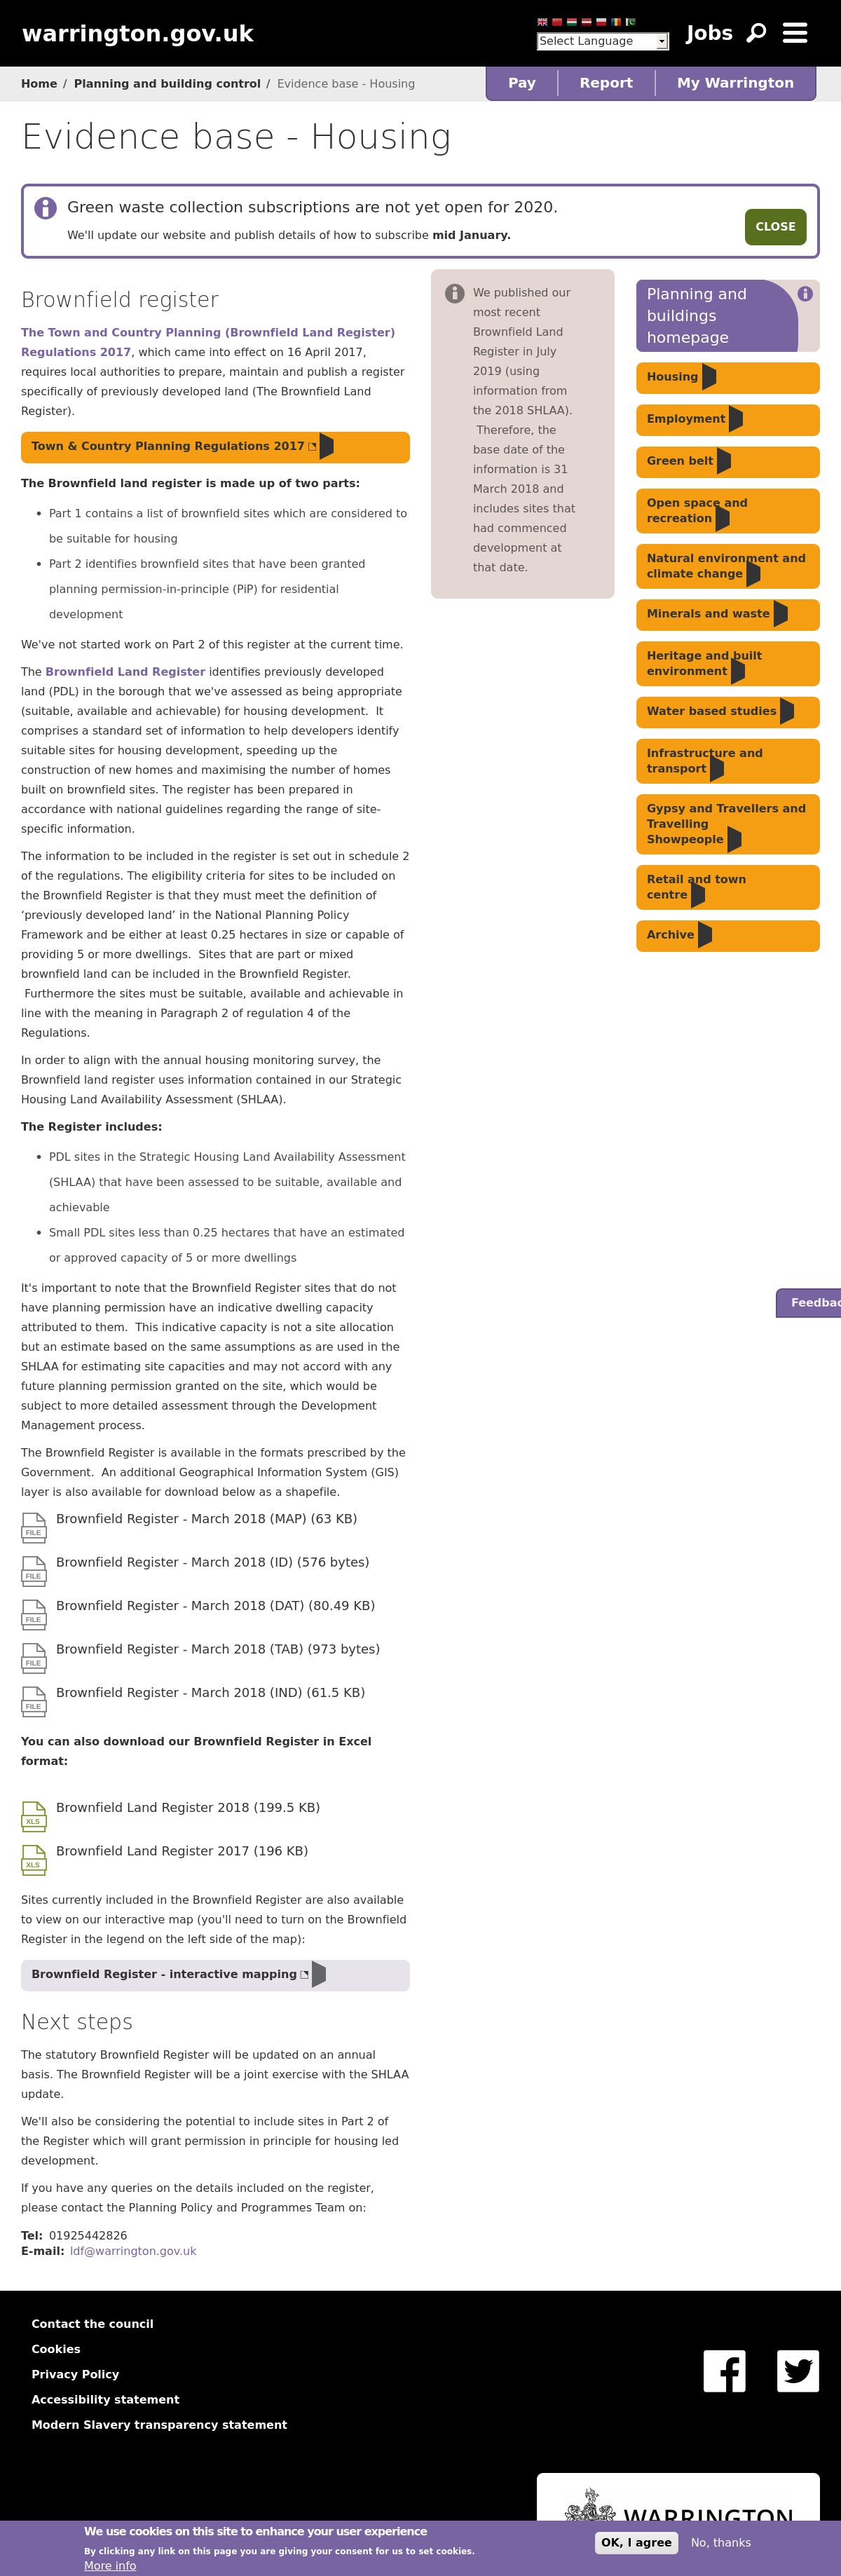 warrington.gov.uk
Select Language
Jobs
Home / Planning and building control / Evidence base - Housing
Pay
Report
My Warrington
Evidence base - Housing
Green waste collection subscriptions are not yet open for 2020.
We'll update our website and publish details of how to subscribe mid January.
CLOSE
Brownfield register
The Town and Country Planning (Brownfield Land Register)
Regulations 2017, which came into effect on 16 April 2017,
requires local authorities to prepare, maintain and publish a register
specifically of previously developed land (The Brownfield Land
Register).
Town & Country Planning Regulations 2017
The Brownfield land register is made up of two parts:
• Part 1 contains a list of brownfield sites which are considered to
be suitable for housing
• Part 2 identifies brownfield sites that have been granted
planning permission-in-principle (PiP) for residential
development
We've not started work on Part 2 of this register at the current time.
The Brownfield Land Register identifies previously developed
land (PDL) in the borough that we've assessed as being appropriate
(suitable, available and achievable) for housing development. It
comprises a standard set of information to help developers identify
suitable sites for housing development, speeding up the
construction of new homes and maximising the number of homes
built on brownfield sites. The register has been prepared in
accordance with national guidelines regarding the range of site-
specific information.
The information to be included in the register is set out in schedule 2
of the regulations. The eligibility criteria for sites to be included on
the Brownfield Register is that they must meet the definition of
‘previously developed land’ in the National Planning Policy
Framework and be either at least 0.25 hectares in size or capable of
providing 5 or more dwellings. Sites that are part or mixed
brownfield land can be included in the Brownfield Register.
Furthermore the sites must be suitable, available and achievable in
line with the meaning in Paragraph 2 of regulation 4 of the
Regulations.
In order to align with the annual housing monitoring survey, the
Brownfield land register uses information contained in our Strategic
Housing Land Availability Assessment (SHLAA).
The Register includes:
• PDL sites in the Strategic Housing Land Availability Assessment
(SHLAA) that have been assessed to be suitable, available and
achievable
• Small PDL sites less than 0.25 hectares that have an estimated
or approved capacity of 5 or more dwellings
It's important to note that the Brownfield Register sites that do not
have planning permission have an indicative dwelling capacity
attributed to them. This indicative capacity is not a site allocation
but an estimate based on the same assumptions as are used in the
SHLAA for estimating site capacities and may not accord with any
future planning permission granted on the site, which would be
subject to more detailed assessment through the Development
Management process.
The Brownfield Register is available in the formats prescribed by the
Government. An additional Geographical Information System (GIS)
layer is also available for download below as a shapefile.
FILE Brownfield Register - March 2018 (MAP) (63 KB)
FILE Brownfield Register - March 2018 (ID) (576 bytes)
FILE Brownfield Register - March 2018 (DAT) (80.49 KB)
FILE Brownfield Register - March 2018 (TAB) (973 bytes)
FILE Brownfield Register - March 2018 (IND) (61.5 KB)
You can also download our Brownfield Register in Excel
format:
XLS Brownfield Land Register 2018 (199.5 KB)
XLS Brownfield Land Register 2017 (196 KB)
Sites currently included in the Brownfield Register are also available
to view on our interactive map (you'll need to turn on the Brownfield
Register in the legend on the left side of the map):
Brownfield Register - interactive mapping
Next steps
The statutory Brownfield Register will be updated on an annual
basis. The Brownfield Register will be a joint exercise with the SHLAA
update.
We'll also be considering the potential to include sites in Part 2 of
the Register which will grant permission in principle for housing led
development.
If you have any queries on the details included on the register,
please contact the Planning Policy and Programmes Team on:
Tel: 01925442826
E-mail: ldf@warrington.gov.uk
We published our
most recent
Brownfield Land
Register in July
2019 (using
information from
the 2018 SHLAA).
Therefore, the
base date of the
information is 31
March 2018 and
includes sites that
had commenced
development at
that date.
Planning and
buildings
homepage
Housing
Employment
Green belt
Open space and
recreation
Natural environment and
climate change
Minerals and waste
Heritage and built
environment
Water based studies
Infrastructure and
transport
Gypsy and Travellers and
Travelling
Showpeople
Retail and town
centre
Archive
Feedbac
Contact the council
Cookies
Privacy Policy
Accessibility statement
Modern Slavery transparency statement
WARRINGTON
We use cookies on this site to enhance your user experience
By clicking any link on this page you are giving your consent for us to set cookies.
More info
OK, I agree
No, thanks